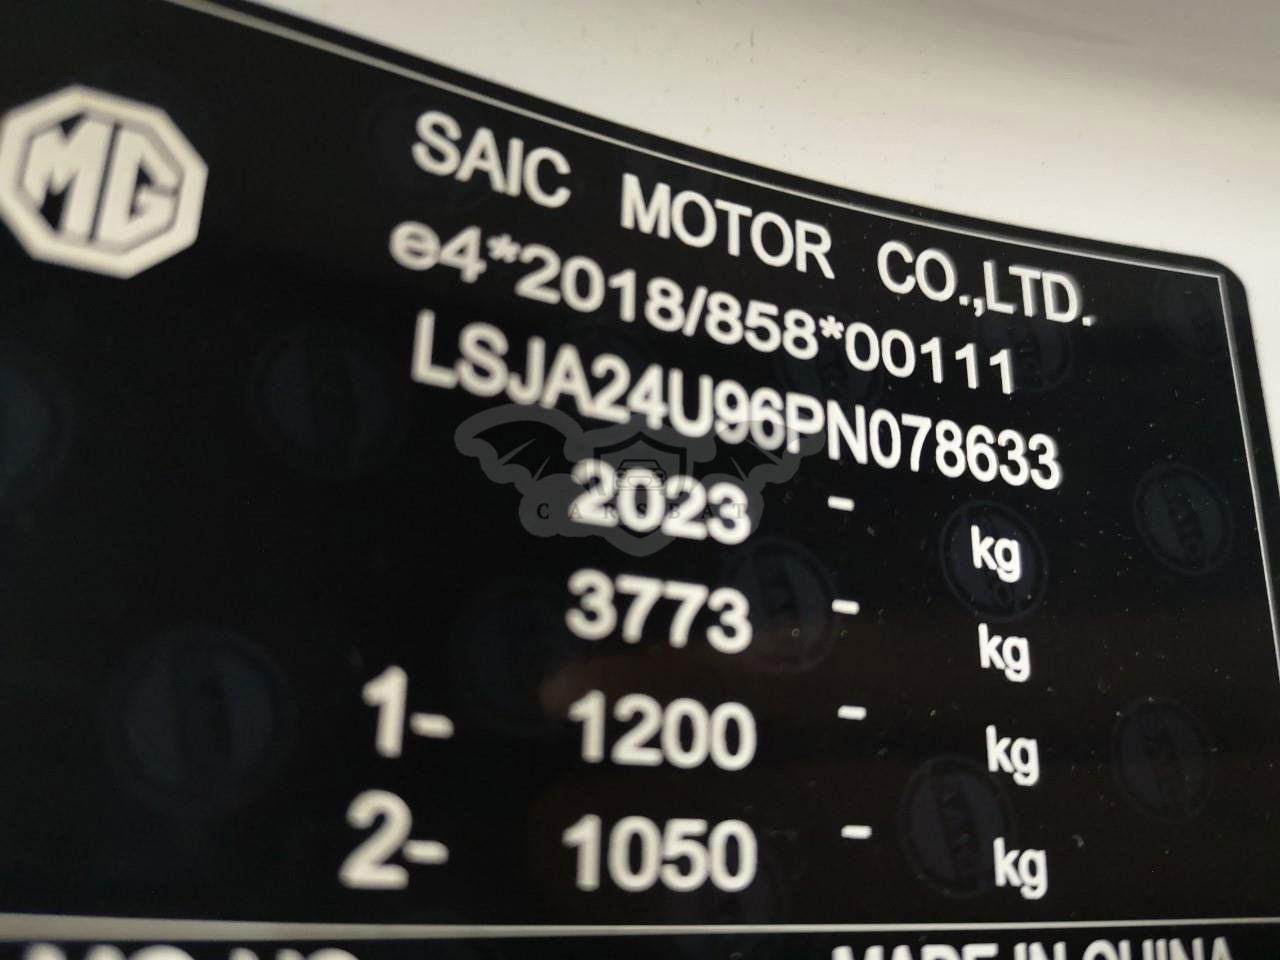 MG
SAIC MOTOR CO.,LTD.
e4*2018/858*00111
LSJA24U96PN078633
2023 - kg
CARSBAT
3773 - kg
1- 1200 - kg
2- 1050 - kg
MADE IN CHINA